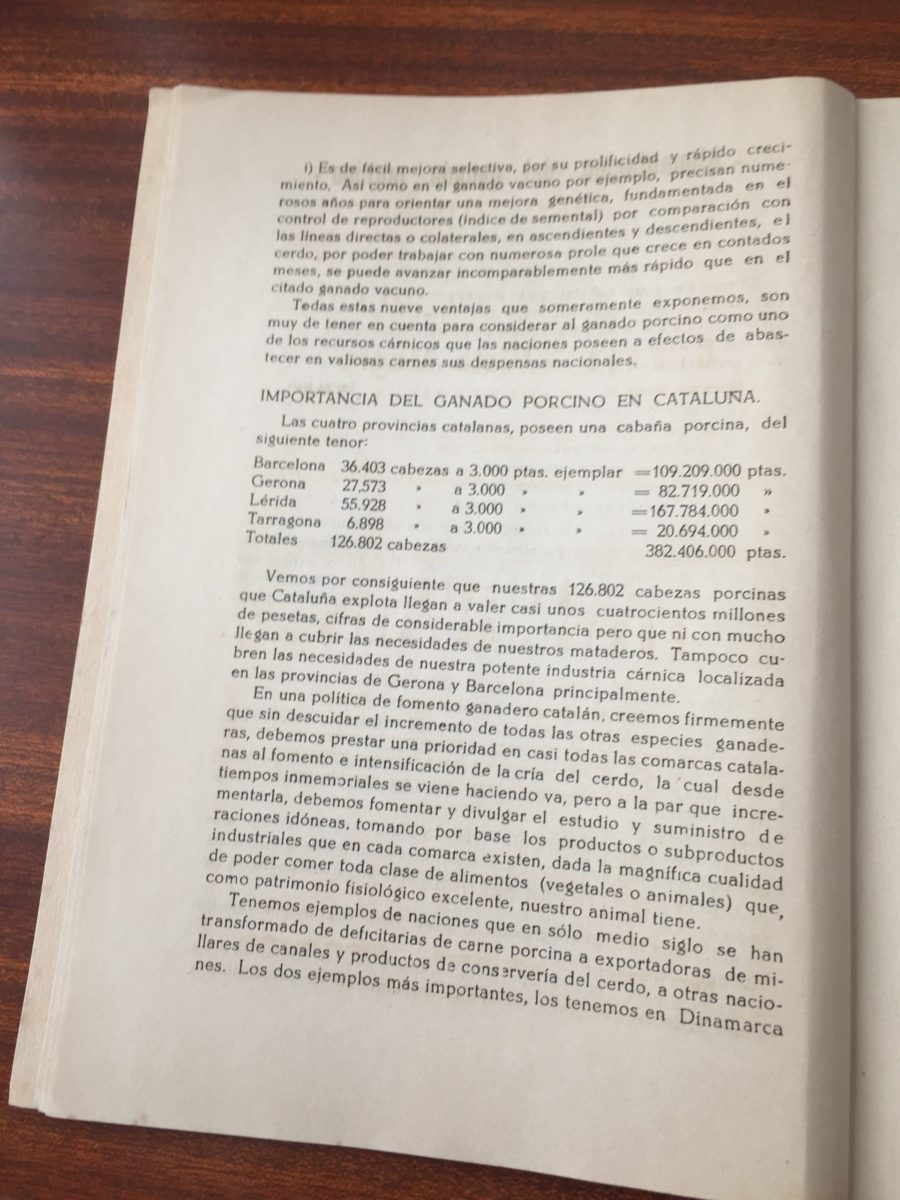 i) Es de fácil mejora selectiva, por su prolificidad y rápido creci-
miento. Así como en el ganado vacuno por ejemplo, precisan nume-
rosos años para orientar una mejora genética, fundamentada en el
control de reproductores (índice de semental) por comparación con
las líneas directas o colaterales, en ascendientes y descendientes, el
cerdo, por poder trabajar con numerosa prole que crece en contados
meses, se puede avanzar incomparablemente más rápido que en el
citado ganado vacuno.
Todas estas nueve ventajas que someramente exponemos, son
muy de tener en cuenta para considerar al ganado porcino como uno
de los recursos cárnicos que las naciones poseen a efectos de abas-
tecer en valiosas carnes sus despensas nacionales.
IMPORTANCIA DEL GANADO PORCINO EN CATALUÑA.
Las cuatro provincias catalanas, poseen una cabaña porcina, del
siguiente tenor:
Barcelona 36.403 cabezas a 3.000 ptas. ejemplar = 109.209.000 ptas.
Gerona 27.573 » a 3.000 » » = 82.719.000 »
Lérida 55.928 » a 3.000 » » = 167.784.000 »
Tarragona 6.898 » a 3.000 » » = 20.694.000 »
Totales 126.802 cabezas 382.406.000 ptas.
Vemos por consiguiente que nuestras 126.802 cabezas porcinas
que Cataluña explota llegan a valer casi unos cuatrocientos millones
de pesetas, cifras de considerable importancia pero que ni con mucho
llegan a cubrir las necesidades de nuestros mataderos. Tampoco cu-
bren las necesidades de nuestra potente industria cárnica localizada
en las provincias de Gerona y Barcelona principalmente.
En una política de fomento ganadero catalán, creemos firmemente
que sin descuidar el incremento de todas las otras especies ganade-
ras, debemos prestar una prioridad en casi todas las comarcas catala-
nas al fomento e intensificación de la cría del cerdo, la cual desde
tiempos inmemoriales se viene haciendo ya, pero a la par que incre-
mentarla, debemos fomentar y divulgar el estudio y suministro de
raciones idóneas, tomando por base los productos o subproductos
industriales que en cada comarca existen, dada la magnífica cualidad
de poder comer toda clase de alimentos (vegetales o animales) que,
como patrimonio fisiológico excelente, nuestro animal tiene.
Tenemos ejemplos de naciones que en sólo medio siglo se han
transformado de deficitarias de carne porcina a exportadoras de mi-
llares de canales y productos de conservería del cerdo, a otras nacio-
nes. Los dos ejemplos más importantes, los tenemos en Dinamarca